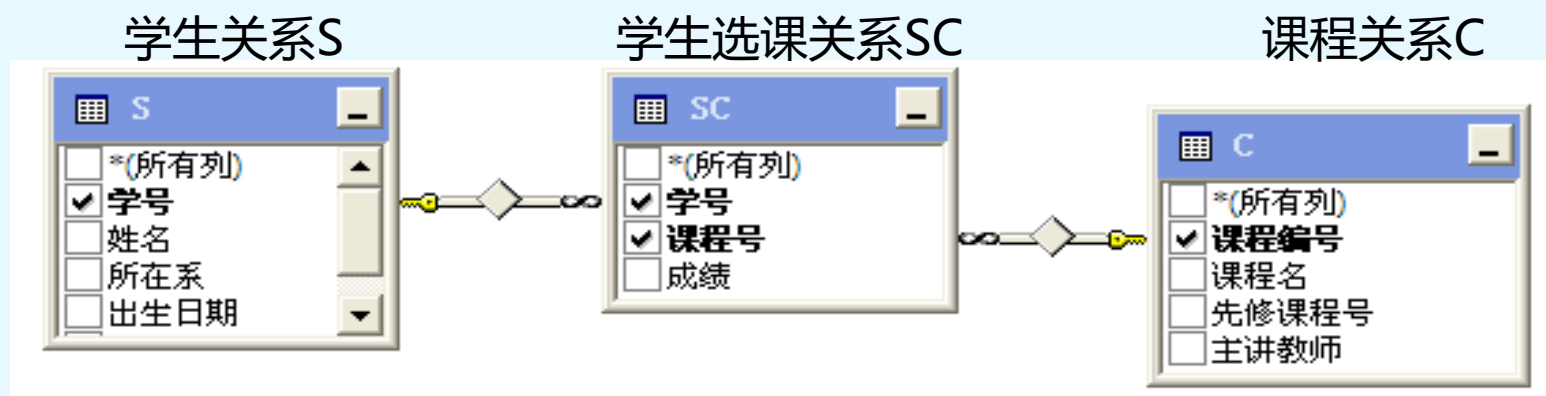 学生关系S
学生选课关系SC
课程关系C
S
*(所有列)
学号
姓名
所在系
出生日期
SC
*(所有列)
学号
课程号
成绩
C
*(所有列)
课程编号
课程名
先修课程号
主讲教师